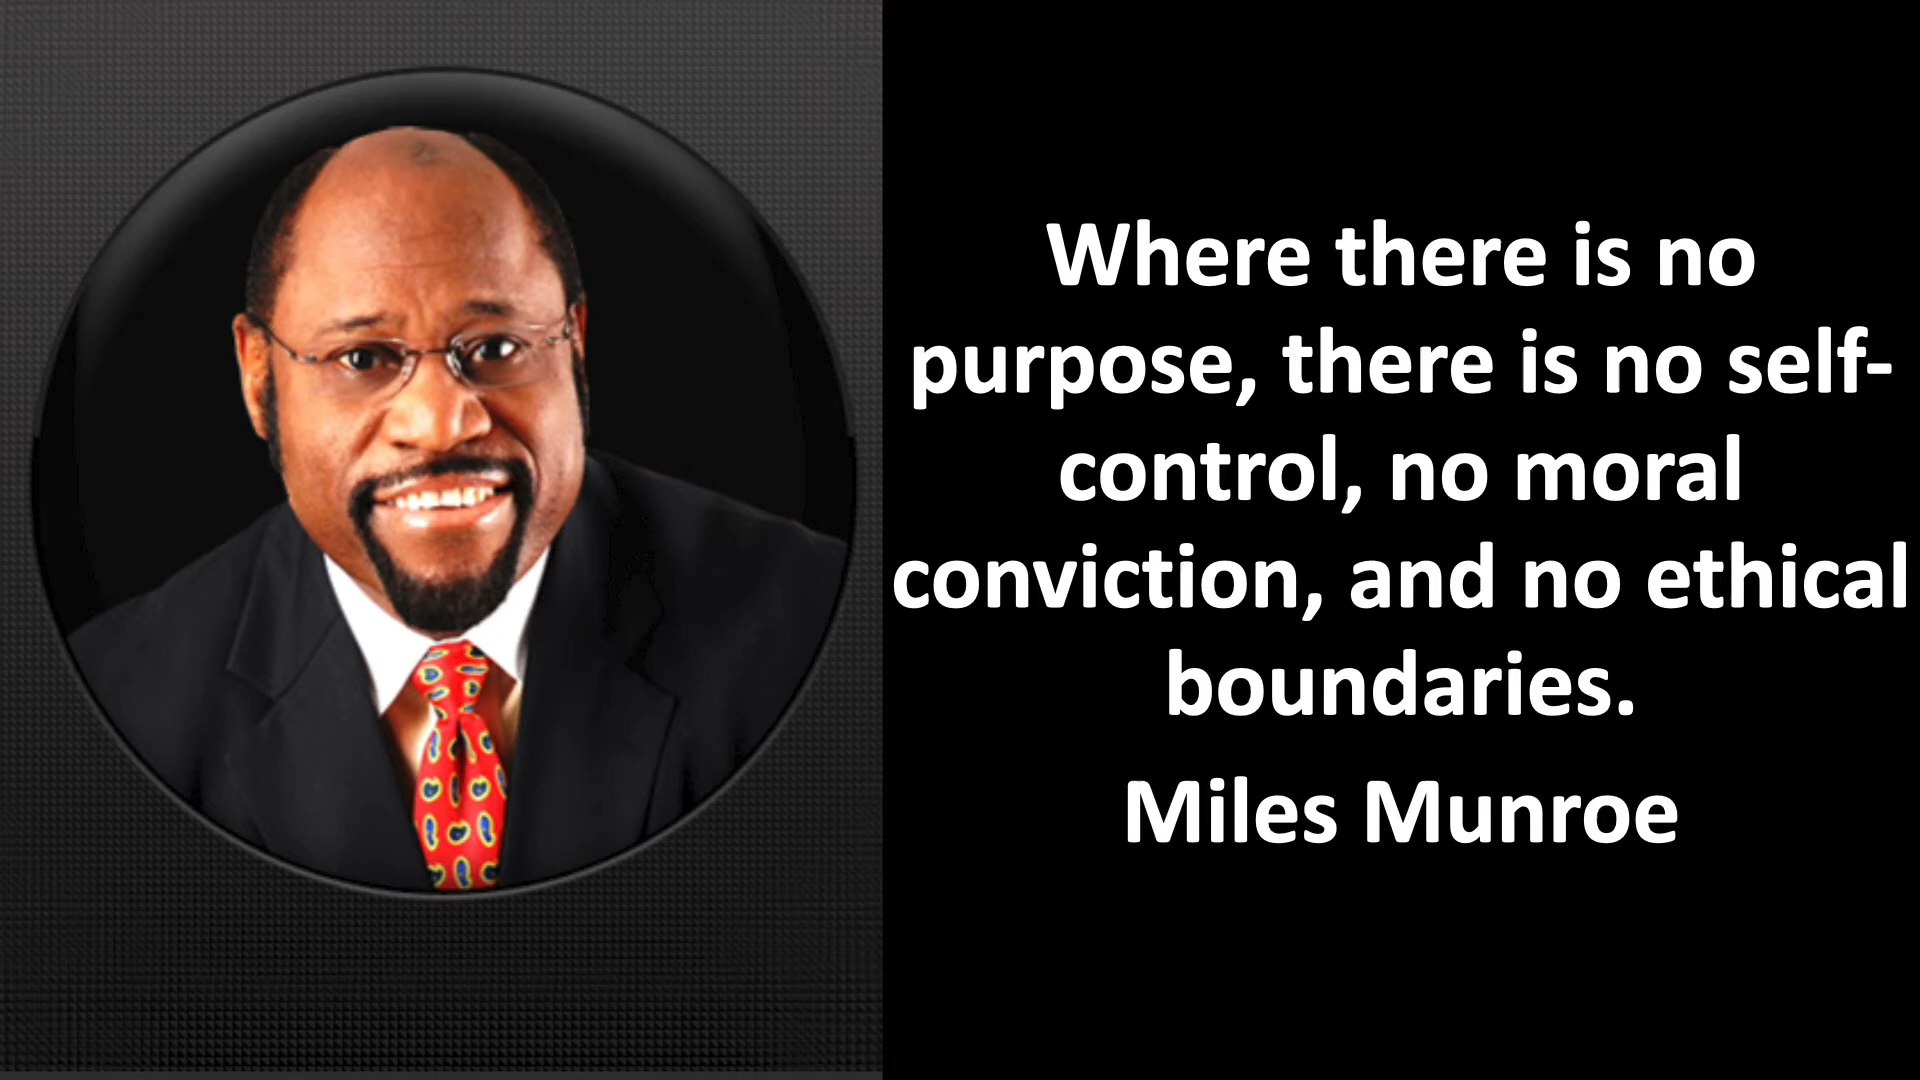 Where there is no
purpose, there is no self-
control, no moral
conviction, and no ethical
boundaries.
Miles Munroe